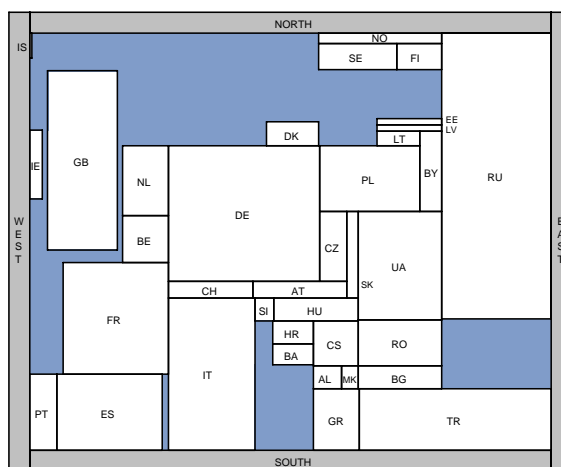 NORTH
NO
IS
SE
FI
EE
LV
DK
LT
GB
IE
PL
BY
RU
NL
DE
WEST
EAST
BE
CZ
UA
SK
CH
AT
FR
SI
HU
HR
CS
RO
BA
IT
AL
MK
BG
PT
ES
GR
TR
SOUTH